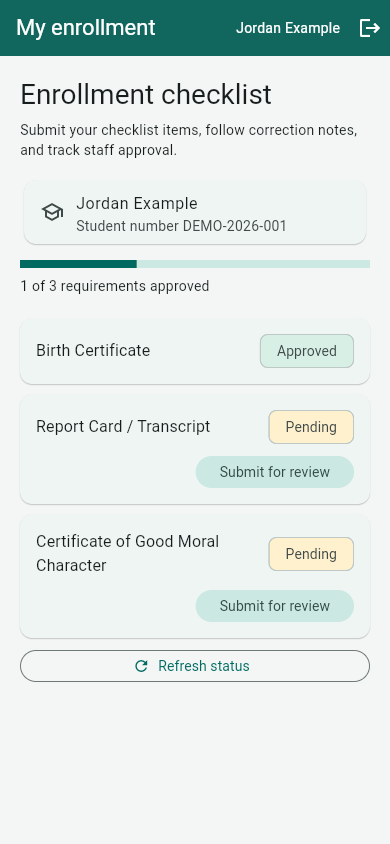 My enrollment
Jordan Example
Enrollment checklist
Submit your checklist items, follow correction notes,
and track staff approval.
Jordan Example
Student number DEMO-2026-001
1 of 3 requirements approved
Birth Certificate
Approved
Report Card / Transcript
Pending
Submit for review
Certificate of Good Moral
Character
Pending
Submit for review
Refresh status